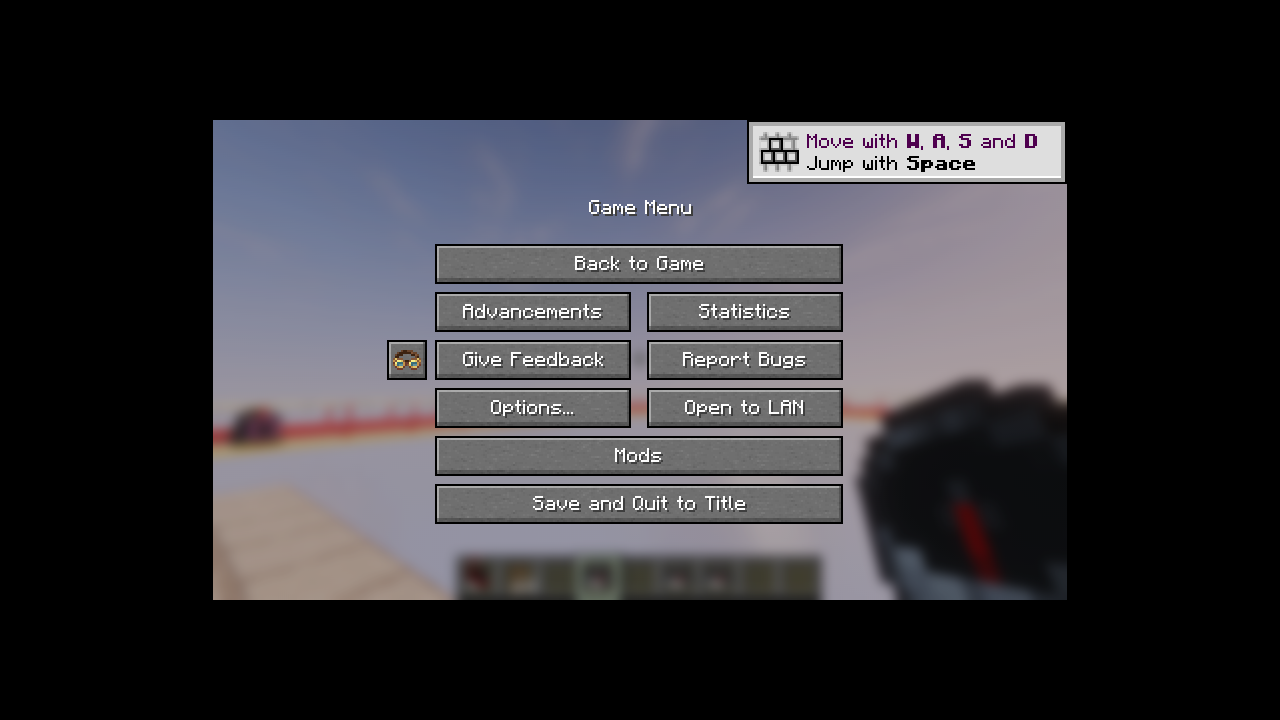 Move with W, A, S and D
Jump with Space
Game Menu
Back to Game
Advancements
Statistics
Give Feedback
Report Bugs
Options...
Open to LAN
Mods
Save and Quit to Title